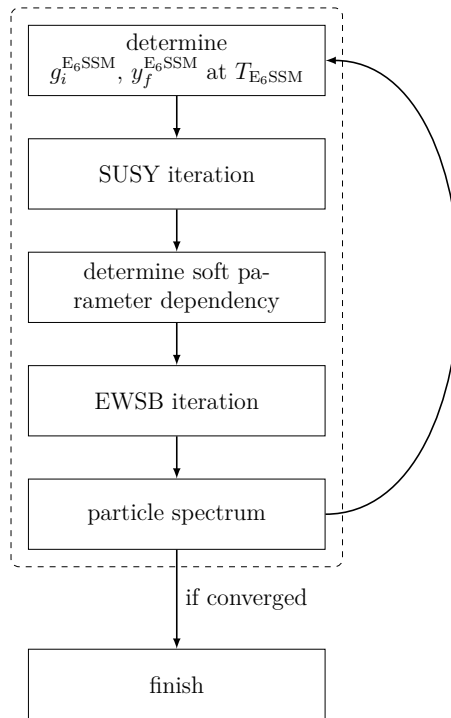 determine
g_i^{E₆SSM}, y_f^{E₆SSM} at T_{E₆SSM}
SUSY iteration
determine soft pa-
rameter dependency
EWSB iteration
particle spectrum
if converged
finish